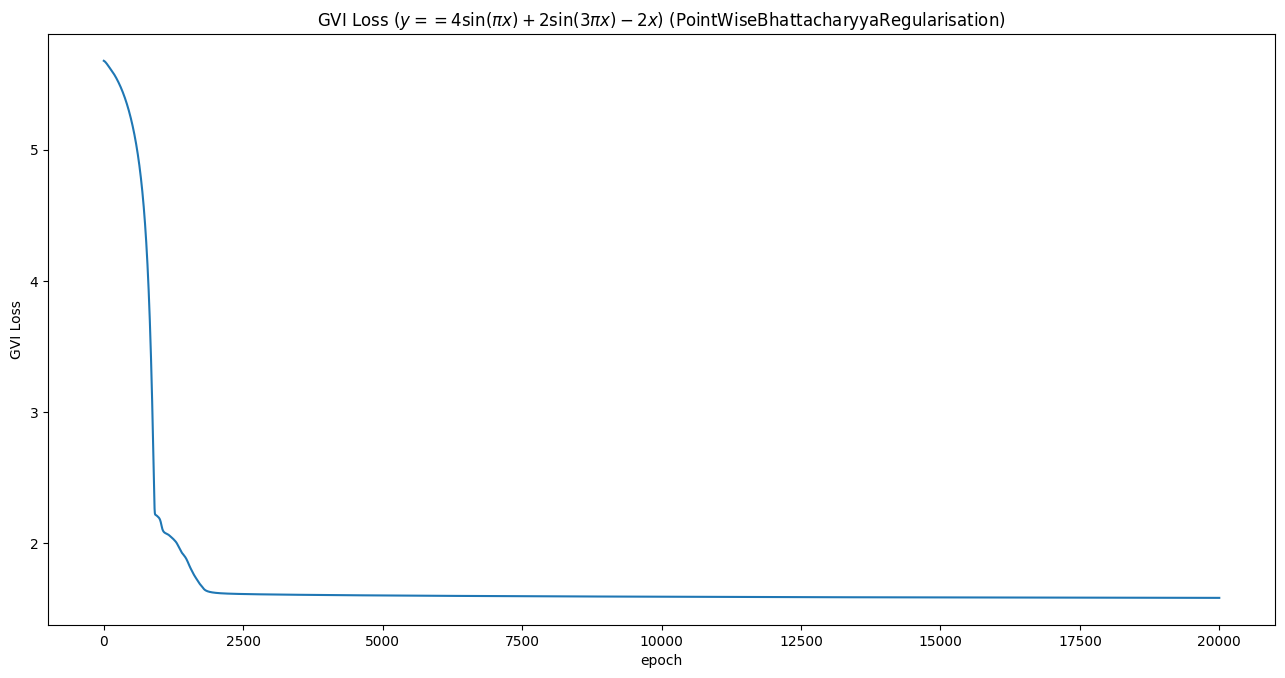 GVI Loss (y == 4sin(πx) + 2sin(3πx) − 2x) (PointWiseBhattacharyyaRegularisation)
5
4
3
2
GVI Loss
0 2500 5000 7500 10000 12500 15000 17500 20000
epoch